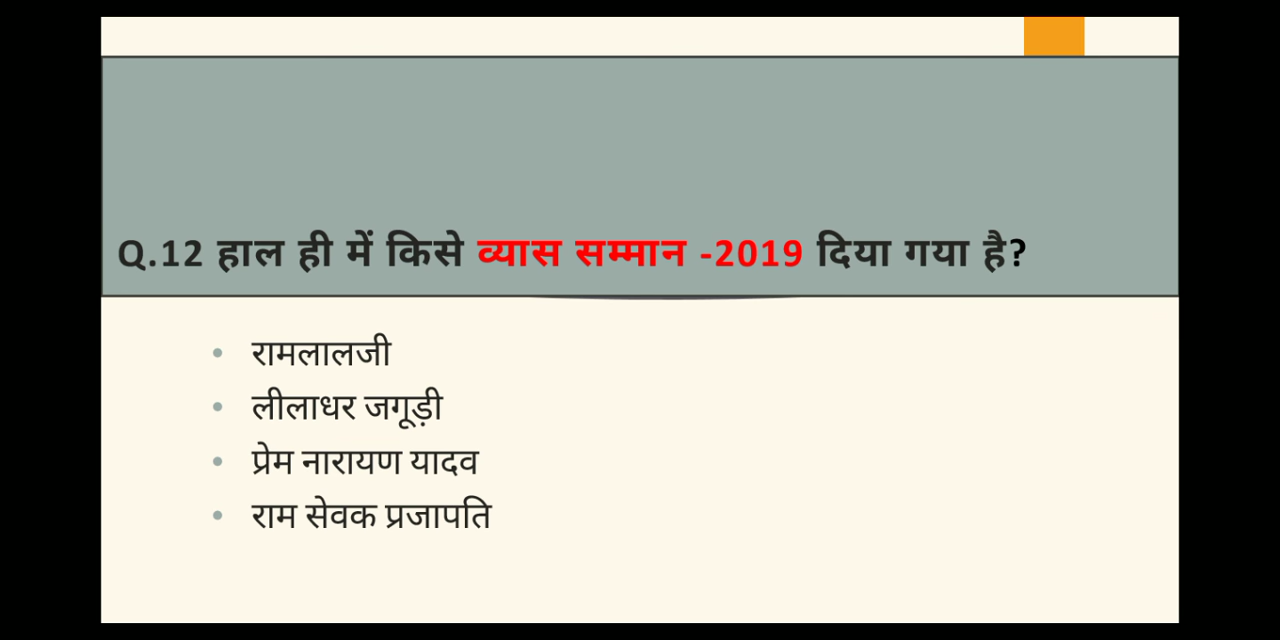 Q.12 हाल ही में किसे व्यास सम्मान -2019 दिया गया है?
• रामलालजी
• लीलाधर जगूड़ी
• प्रेम नारायण यादव
• राम सेवक प्रजापति